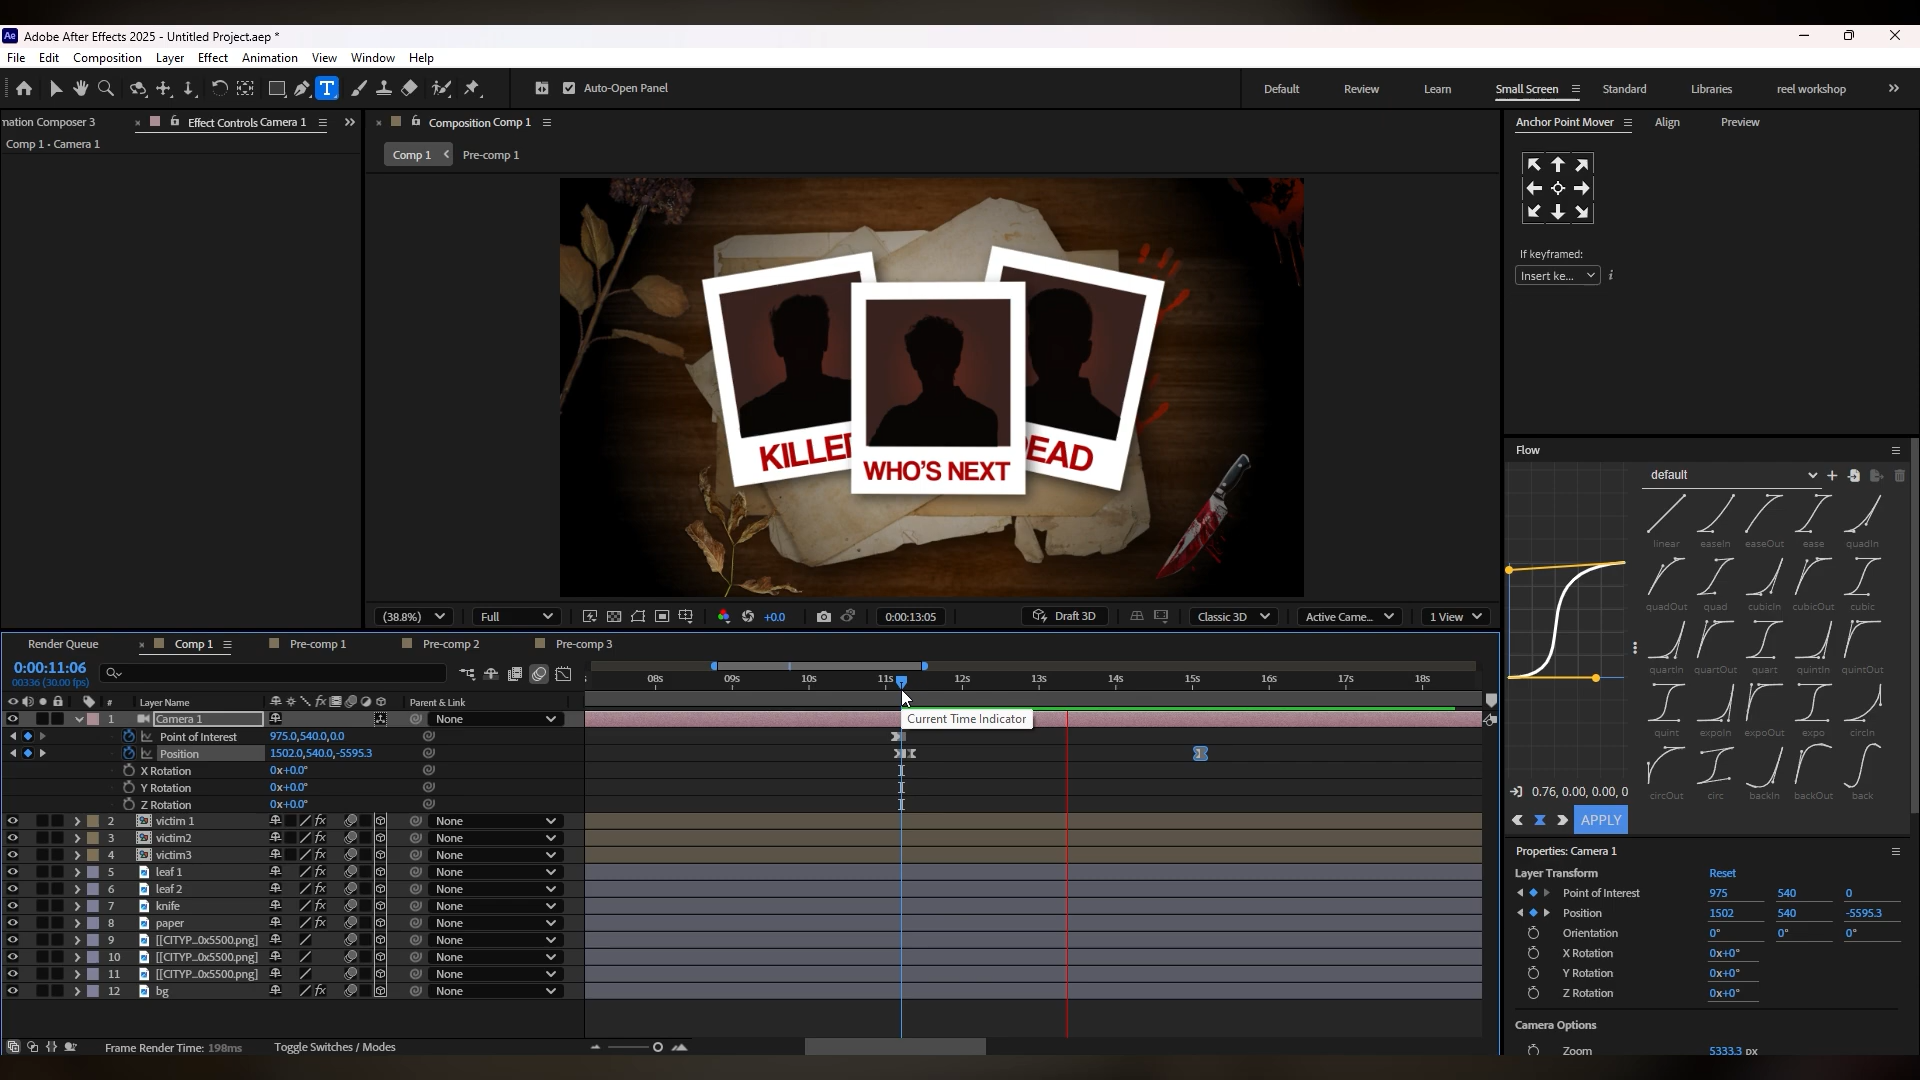 Ae Adobe After Effects 2025 - Untitled Project.aep *
File Edit Composition Layer Effect Animation View Window Help
T Auto-Open Panel Default Review Learn Small Screen Standard Libraries reel workshop
nation Composer 3 Effect Controls Camera 1
Comp 1 • Camera 1
Composition Comp 1
Comp 1 Pre-comp 1
Anchor Point Mover Align Preview
If keyframed:
Insert ke...
KILLED
WHO'S NEXT
EAD
Flow
default
linear easeIn easeOut ease quadIn
quadOut quad cubicIn cubicOut cubic
quartIn quartOut quart quintIn quintOut
quint expoIn expoOut expo circIn
circOut circ backIn backOut back
0.76, 0.00, 0.00, 0
APPLY
(38.8%) Full +0.0 0:00:13:05 Draft 3D Classic 3D Active Came... 1 View
Render Queue Comp 1 Pre-comp 1 Pre-comp 2 Pre-comp 3
0:00:11:06
00336 (30.00 fps)
08s 09s 10s 11s 12s 13s 14s 15s 16s 17s 18s
# Layer Name fx Parent & Link
1 Camera 1 None
Current Time Indicator
Point of Interest 975.0,540.0,0.0
Position 1502.0,540.0,-5595.3
X Rotation 0x+0.0°
Y Rotation 0x+0.0°
Z Rotation 0x+0.0°
2 victim 1 fx None
3 victim2 fx None
4 victim3 fx None
5 leaf 1 fx None
6 leaf 2 fx None
7 knife fx None
8 paper fx None
9 [[CITYP...0x5500.png] None
10 [[CITYP...0x5500.png] None
11 [[CITYP...0x5500.png] None
12 bg fx None
Frame Render Time: 198ms Toggle Switches / Modes
Properties: Camera 1
Layer Transform Reset
Point of Interest 975 540 0
Position 1502 540 -5595.3
Orientation 0° 0° 0°
X Rotation 0x+0°
Y Rotation 0x+0°
Z Rotation 0x+0°
Camera Options
Zoom 5333.3 px